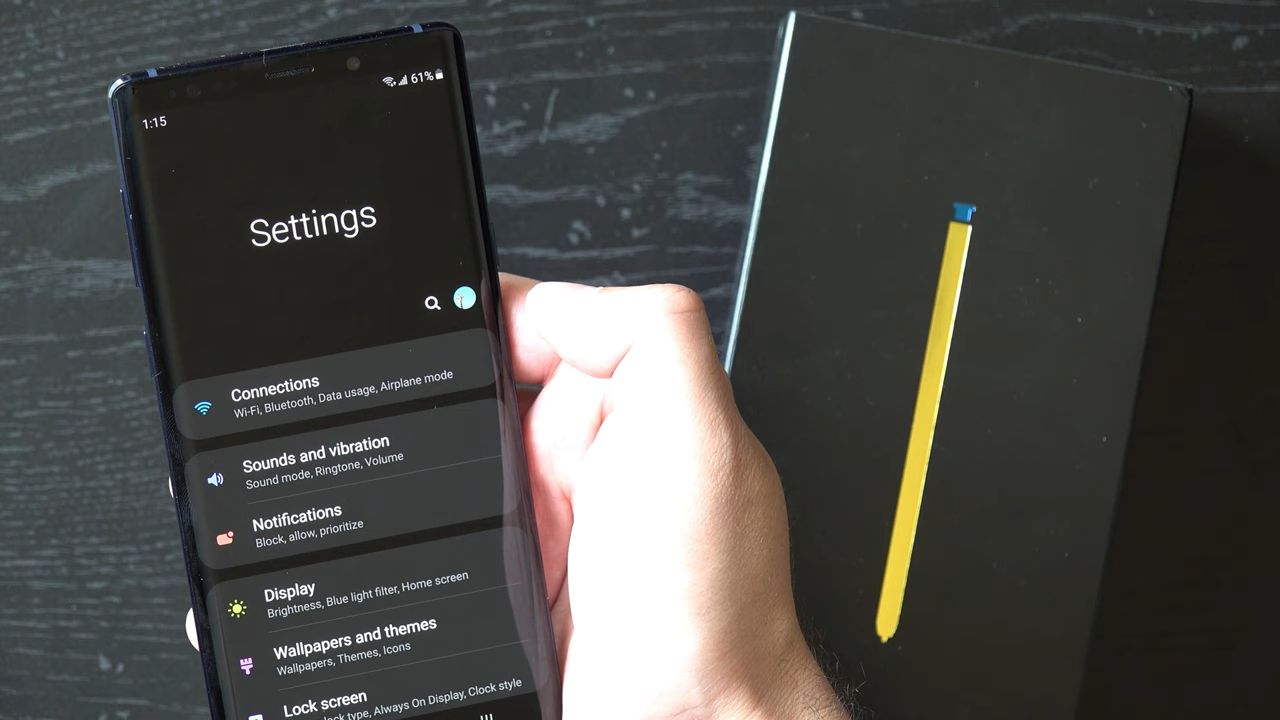 61%
1:15
Settings
Connections
Wi-Fi, Bluetooth, Data usage, Airplane mode
Sounds and vibration
Sound mode, Ringtone, Volume
Notifications
Block, allow, prioritize
Display
Brightness, Blue light filter, Home screen
Wallpapers and themes
Wallpapers, Themes, Icons
Lock screen
lock type, Always On Display, Clock style